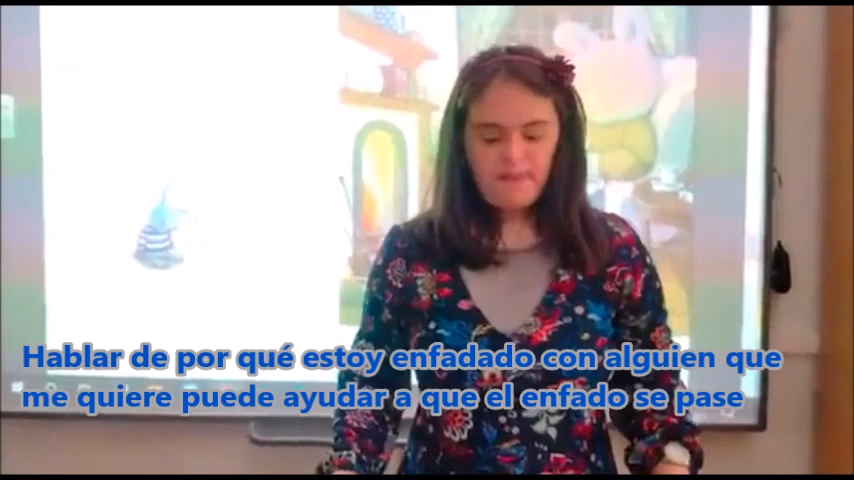 Hablar de por qué estoy enfadado con alguien que
me quiere puede ayudar a que el enfado se pase